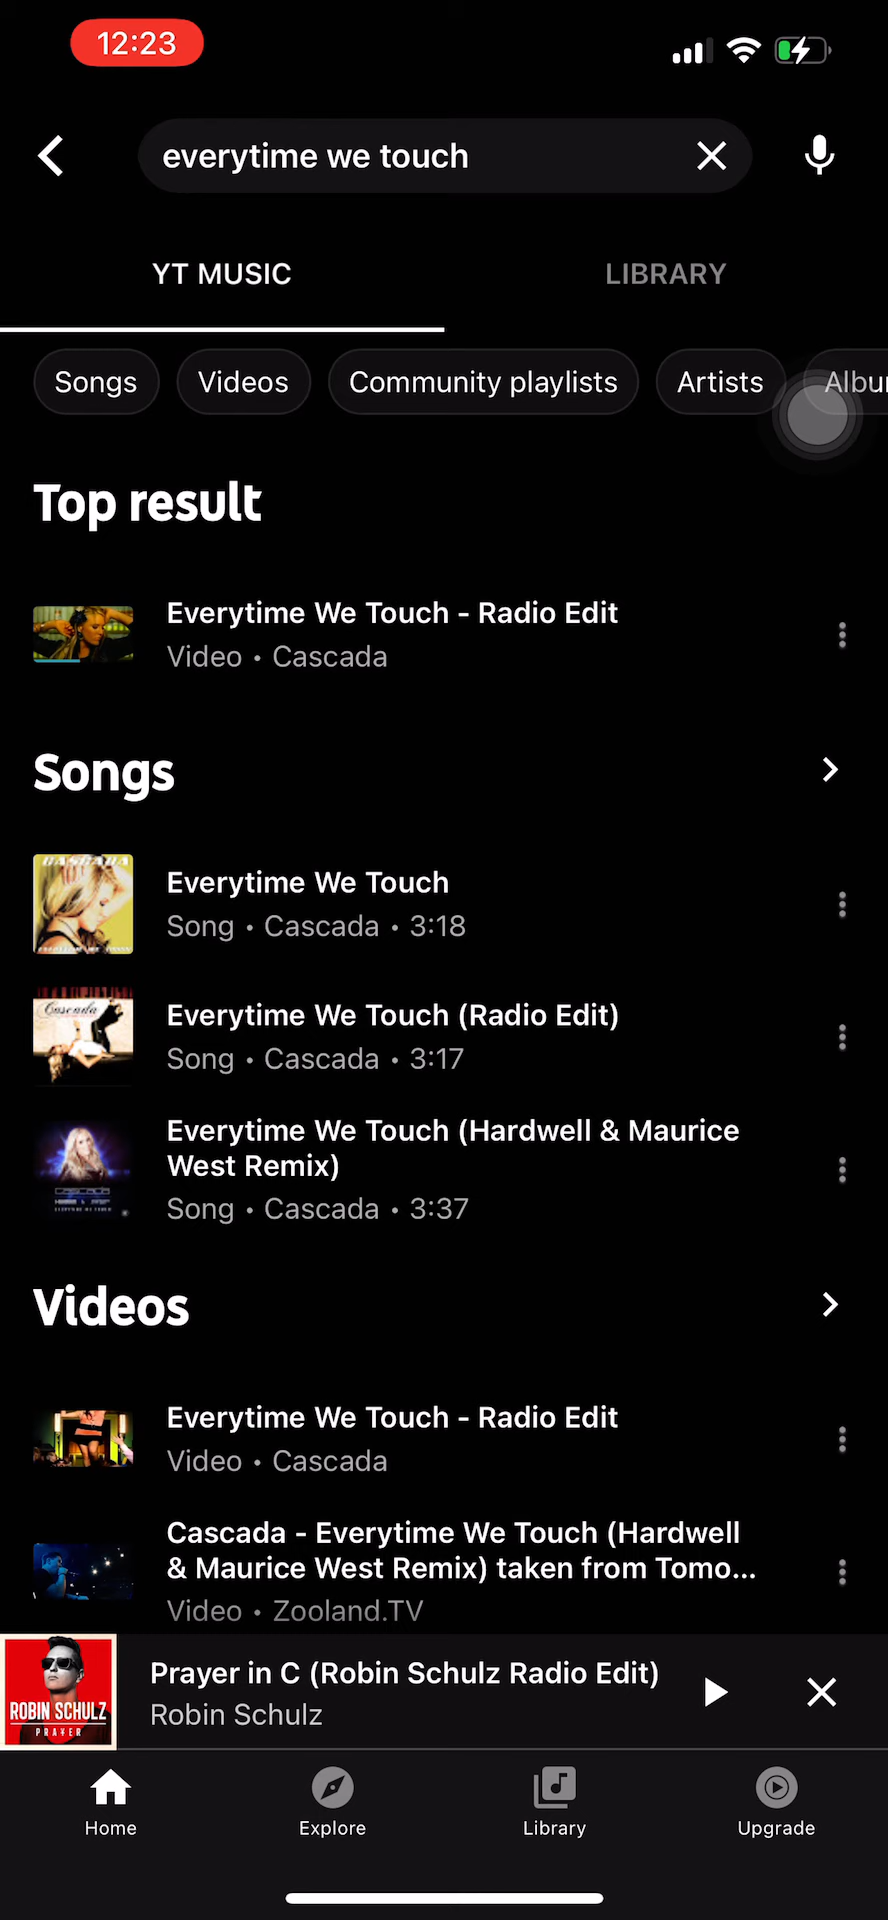 12:23
everytime we touch
YT MUSIC
LIBRARY
Songs
Videos
Community playlists
Artists
Albu
Top result
Everytime We Touch - Radio Edit
Video • Cascada
Songs
CASCADA
Everytime We Touch
Song • Cascada • 3:18
Cascada
Everytime We Touch (Radio Edit)
Song • Cascada • 3:17
Everytime We Touch (Hardwell & Maurice
West Remix)
Song • Cascada • 3:37
Videos
Everytime We Touch - Radio Edit
Video • Cascada
Cascada - Everytime We Touch (Hardwell
& Maurice West Remix) taken from Tomo...
Video • Zooland.TV
ROBIN SCHULZ
PRAYER
Prayer in C (Robin Schulz Radio Edit)
Robin Schulz
Home
Explore
Library
Upgrade